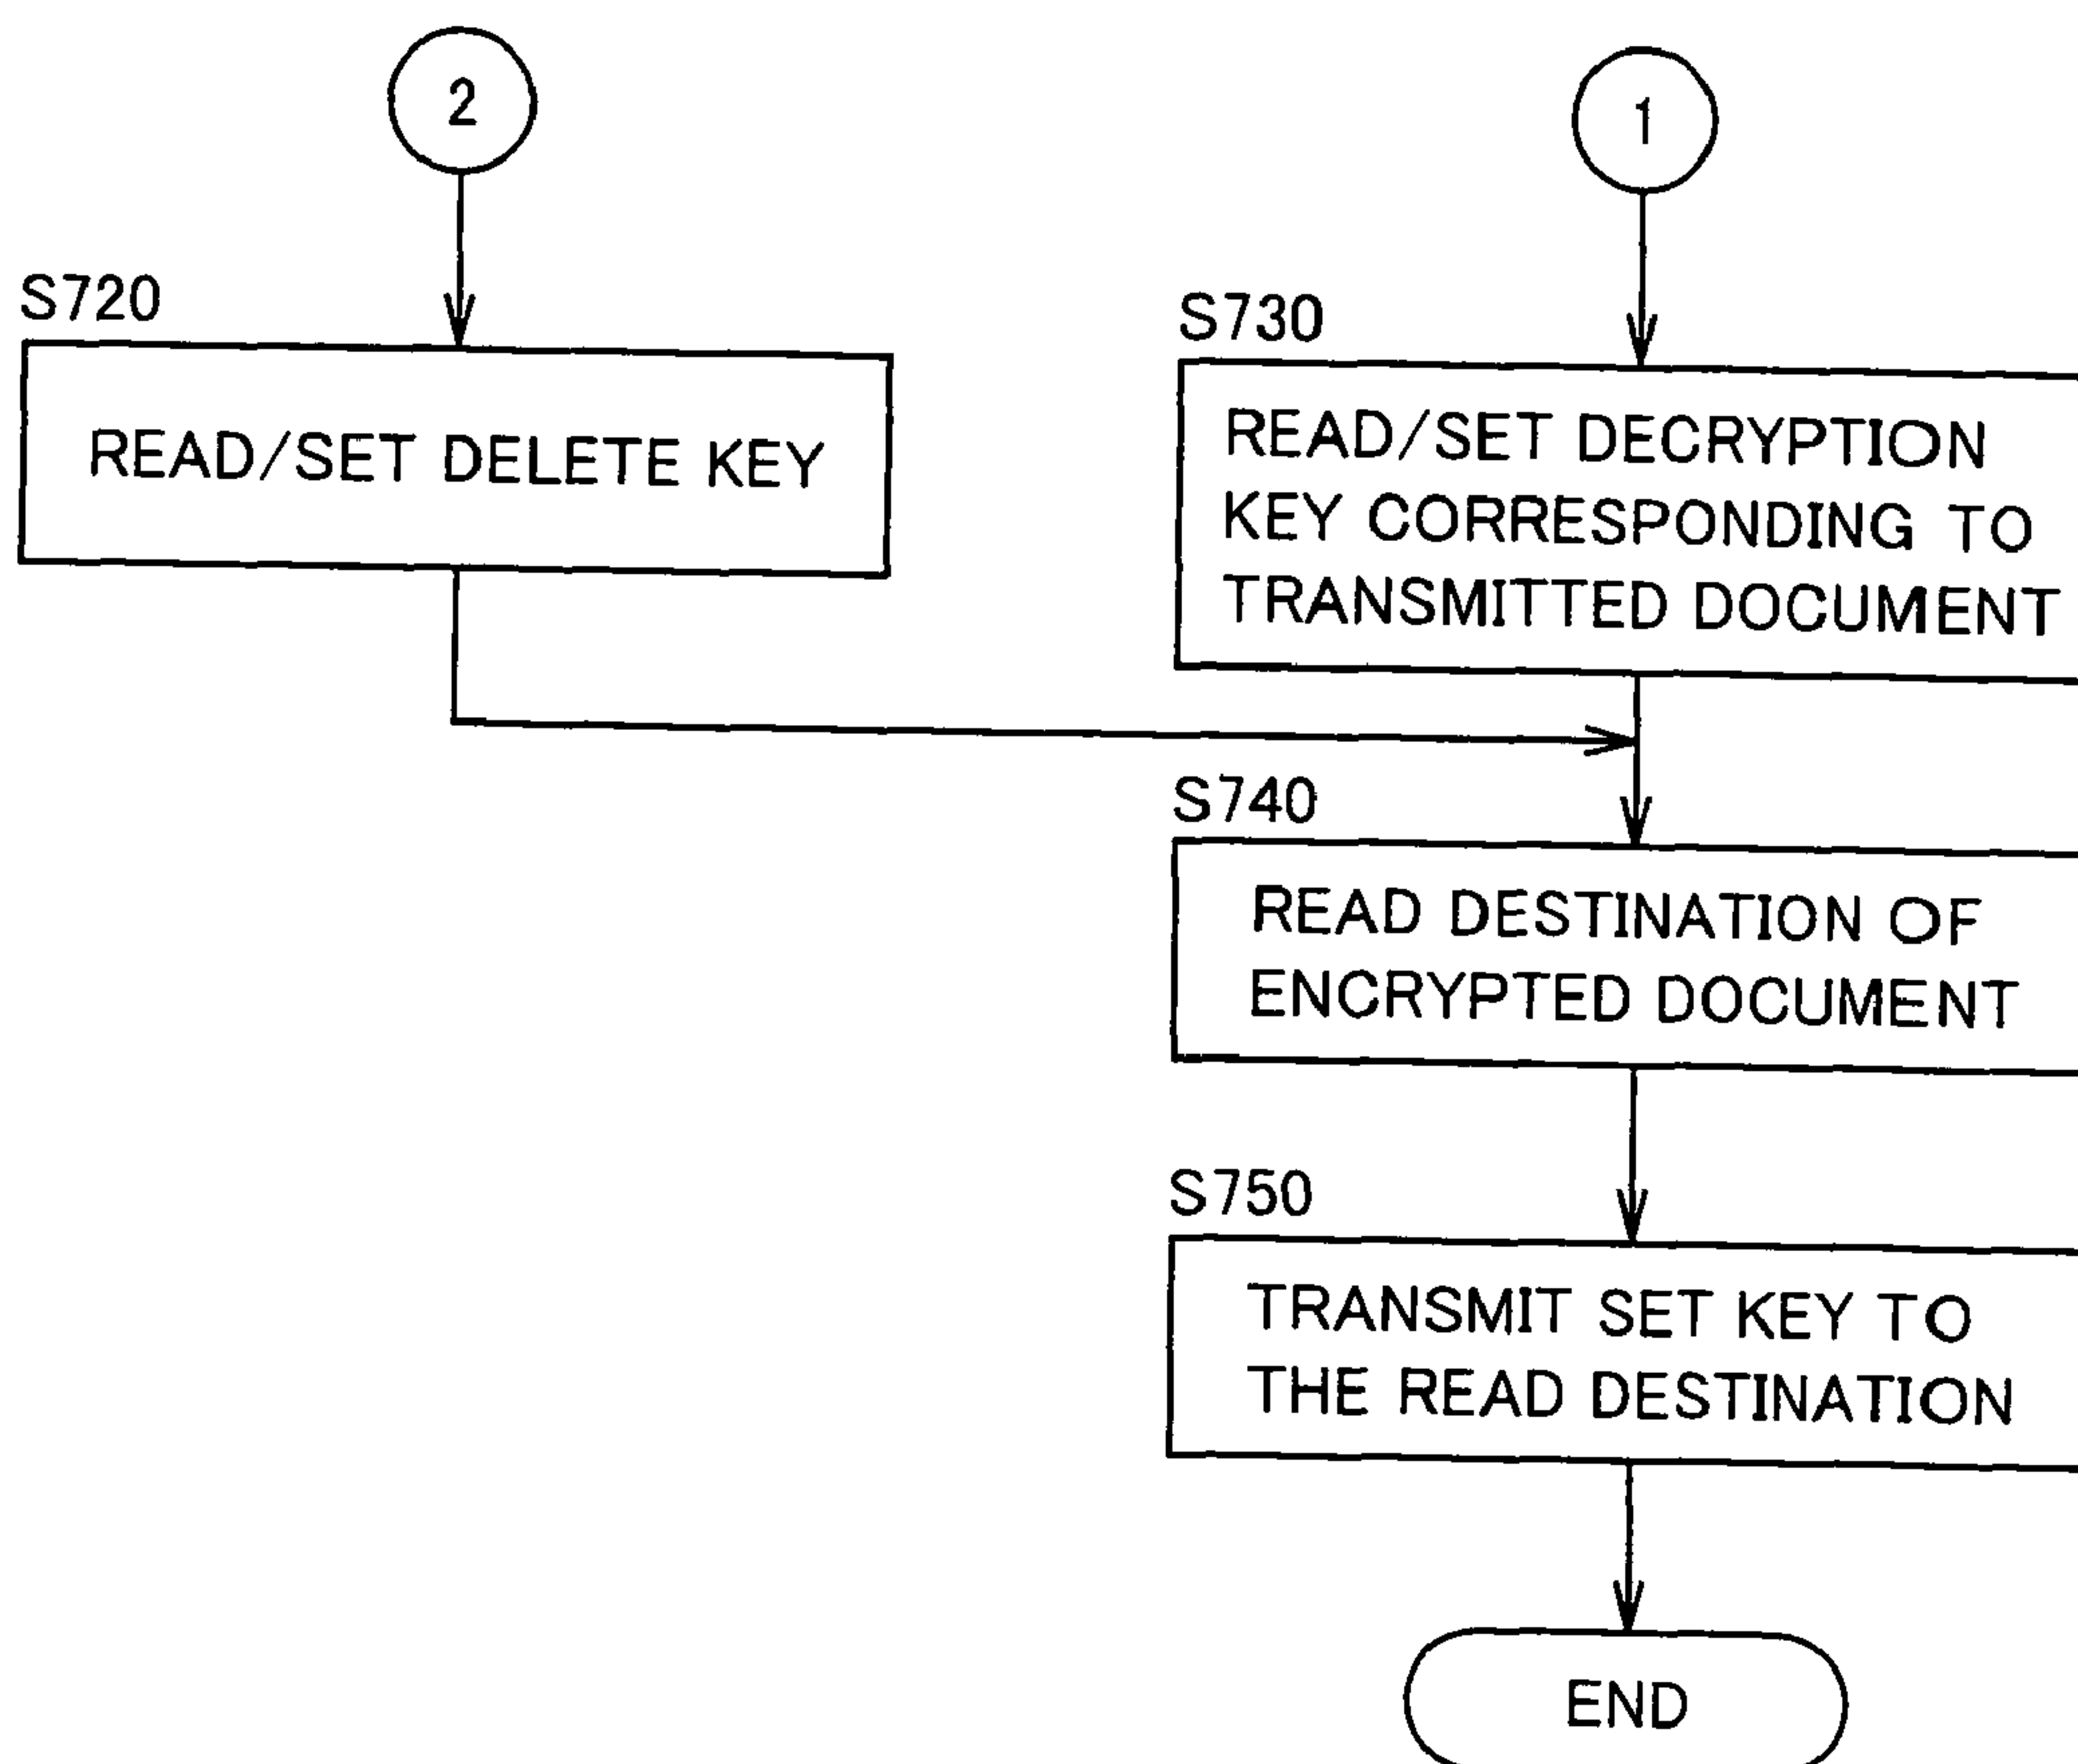 2
1
S720
READ/SET DELETE KEY
S730
READ/SET DECRYPTION
KEY CORRESPONDING TO
TRANSMITTED DOCUMENT
S740
READ DESTINATION OF
ENCRYPTED DOCUMENT
S750
TRANSMIT SET KEY TO
THE READ DESTINATION
END